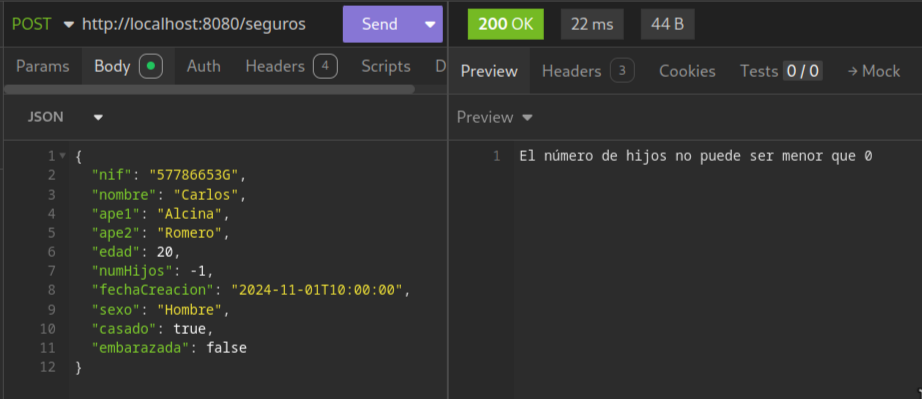 POST http://localhost:8080/seguros Send
Params Body Auth Headers 4 Scripts D
JSON
1 {
2 "nif": "57786653G",
3 "nombre": "Carlos",
4 "ape1": "Alcina",
5 "ape2": "Romero",
6 "edad": 20,
7 "numHijos": -1,
8 "fechaCreacion": "2024-11-01T10:00:00",
9 "sexo": "Hombre",
10 "casado": true,
11 "embarazada": false
12 }
200 OK 22 ms 44 B
Preview Headers 3 Cookies Tests 0 / 0 → Mock
Preview
1 El número de hijos no puede ser menor que 0